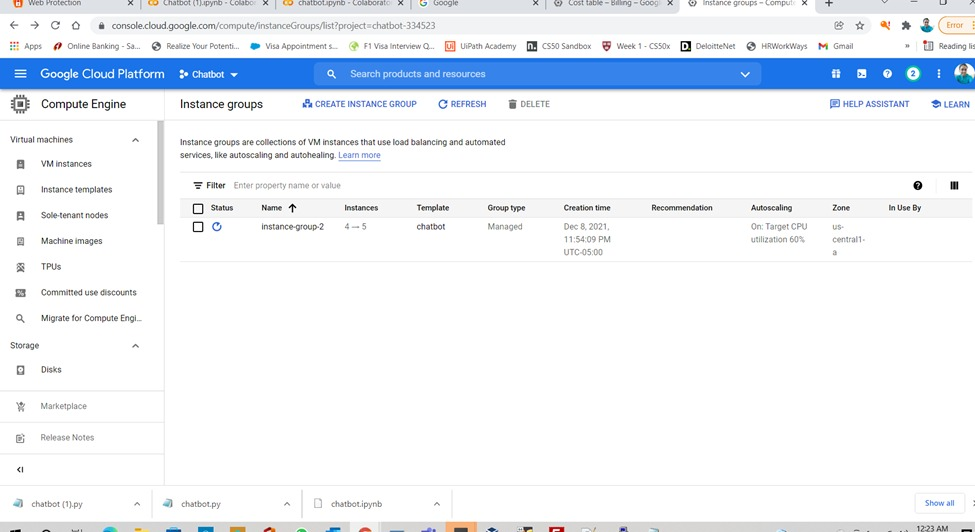 Web Protection
Chatbot (1).ipynb - Colabor
chatbot.ipynb - Colaborato
Google
Cost table – Billing – Googl
Instance groups – Comput
console.cloud.google.com/compute/instanceGroups/list?project=chatbot-334523
Error
Apps
Online Banking - Sa...
Realize Your Potenti...
Visa Appointment s...
F1 Visa Interview Q...
UiPath Academy
CS50 Sandbox
Week 1 - CS50x
DeloitteNet
HRWorkWays
Gmail
»
Reading lis
Google Cloud Platform
Chatbot
Search products and resources
2
Compute Engine
Instance groups
CREATE INSTANCE GROUP
REFRESH
DELETE
HELP ASSISTANT
LEARN
Virtual machines
VM instances
Instance templates
Sole-tenant nodes
Machine images
TPUs
Committed use discounts
Migrate for Compute Engi...
Storage
Disks
Marketplace
Release Notes
Instance groups are collections of VM instances that use load balancing and automated
services, like autoscaling and autohealing. Learn more
Filter Enter property name or value
Status Name Instances Template Group type Creation time Recommendation Autoscaling Zone In Use By
instance-group-2 4 → 5 chatbot Managed Dec 8, 2021, On: Target CPU us-
11:54:09 PM utilization 60% central1-
UTC-05:00 a
chatbot (1).py
chatbot.py
chatbot.ipynb
Show all
12:23 AM